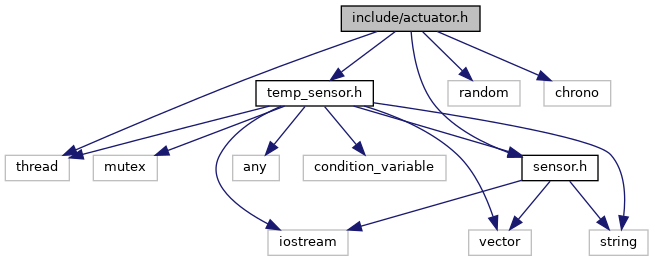 include/actuator.h
temp_sensor.h
random
chrono
thread
mutex
any
condition_variable
sensor.h
iostream
vector
string